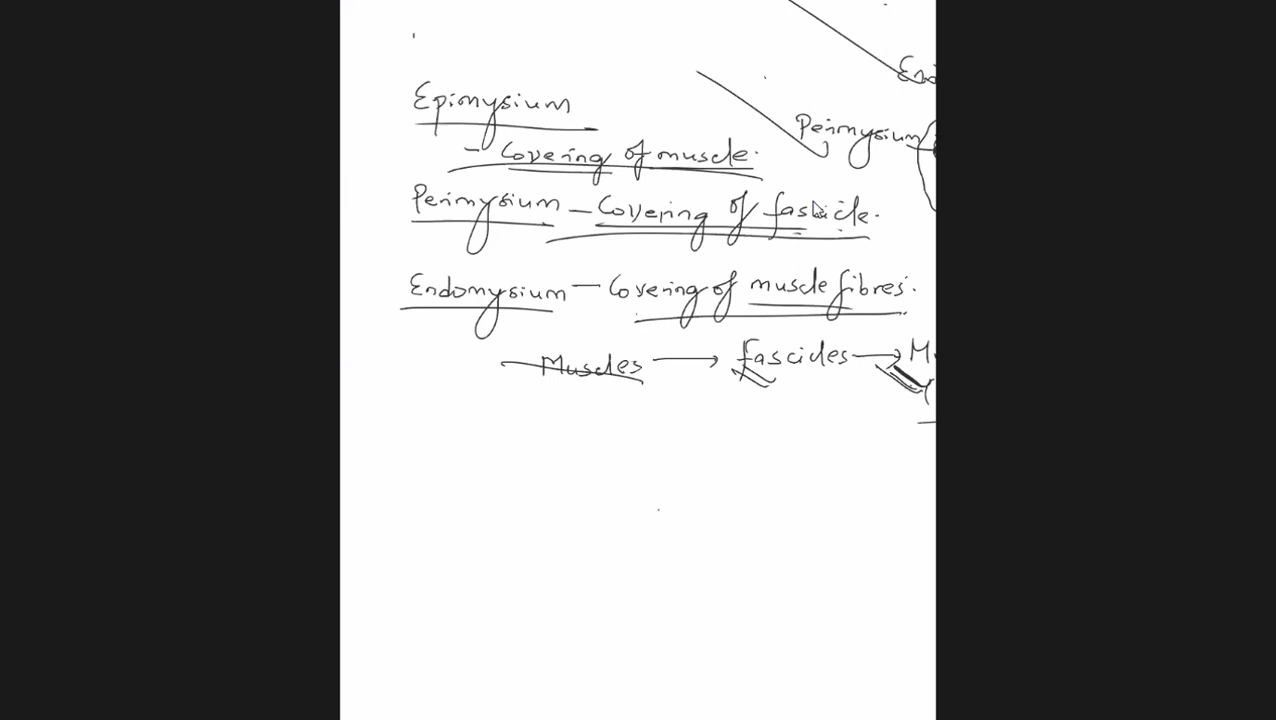 Epimysium
Perimysium
- Covering of muscle.
Perimysium - Covering of fascicle.
Endomysium - Covering of muscle fibres.
Muscles → fascicles →